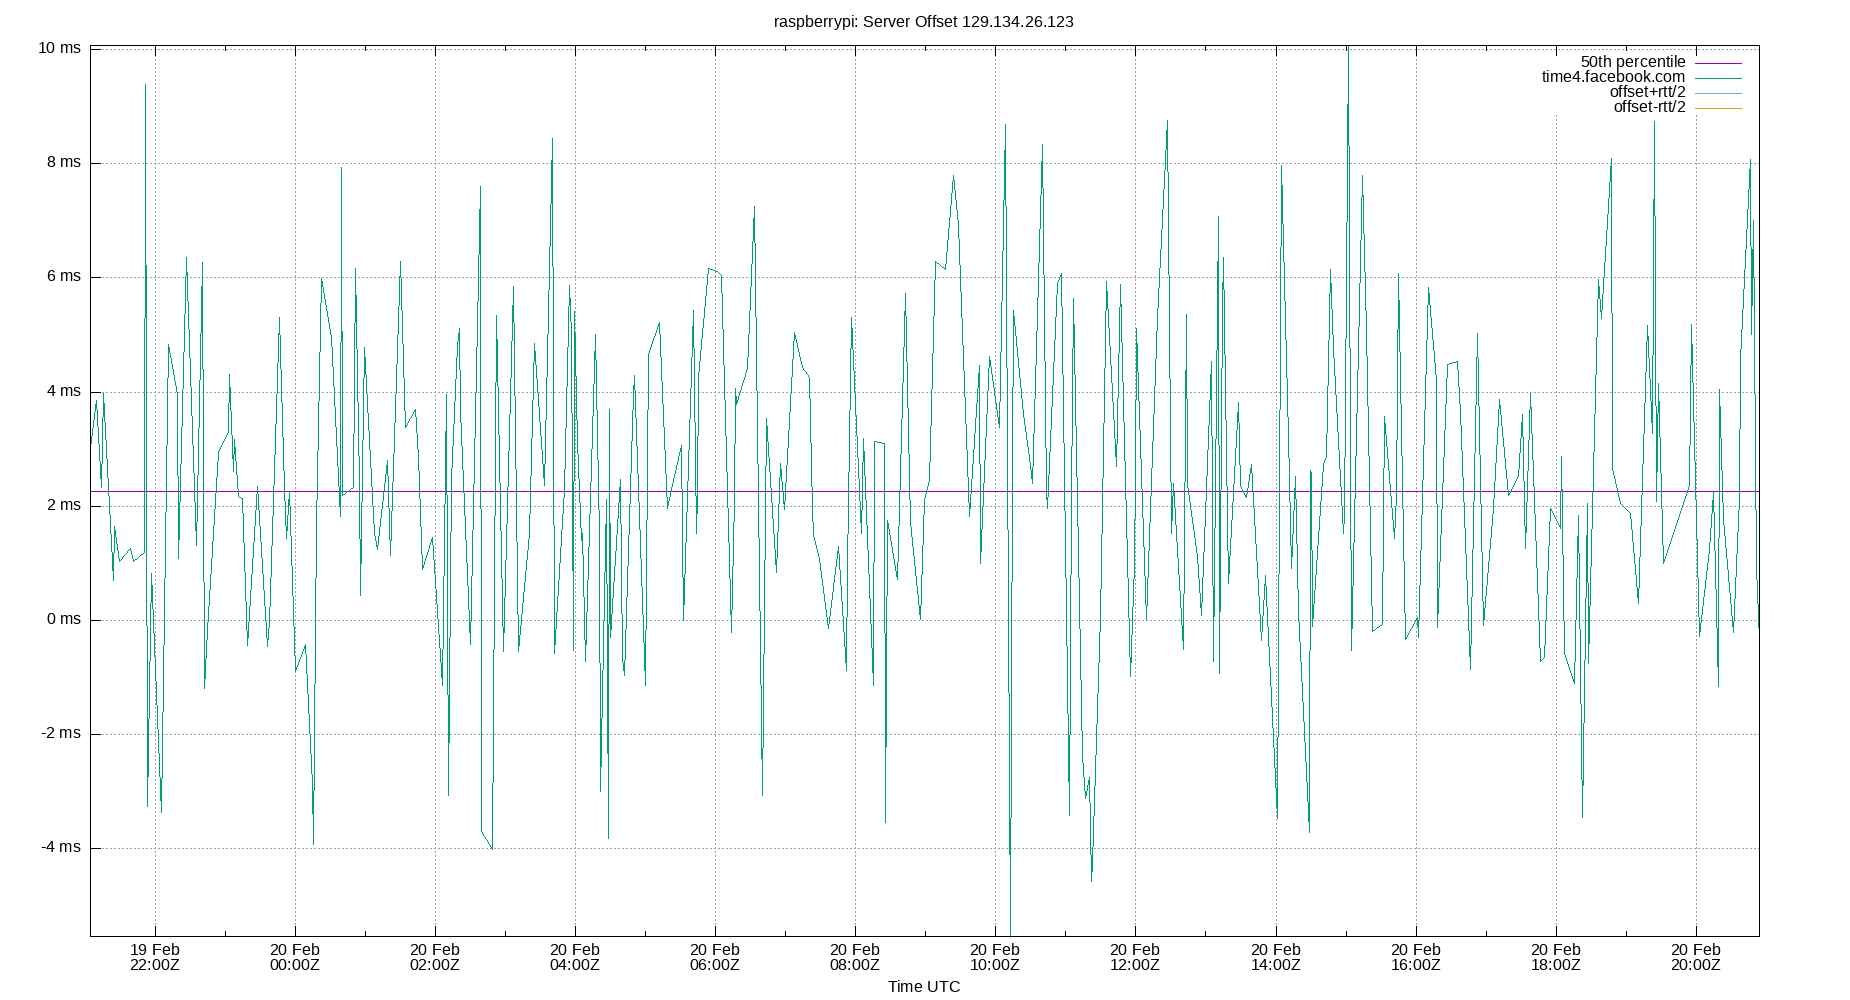 raspberrypi: Server Offset 129.134.26.123
10 ms
8 ms
6 ms
4 ms
2 ms
0 ms
-2 ms
-4 ms
50th percentile
time4.facebook.com
offset+rtt/2
offset-rtt/2
19 Feb 20 Feb 20 Feb 20 Feb 20 Feb 20 Feb 20 Feb 20 Feb 20 Feb 20 Feb 20 Feb 20 Feb
22:00Z 00:00Z 02:00Z 04:00Z 06:00Z 08:00Z 10:00Z 12:00Z 14:00Z 16:00Z 18:00Z 20:00Z
Time UTC